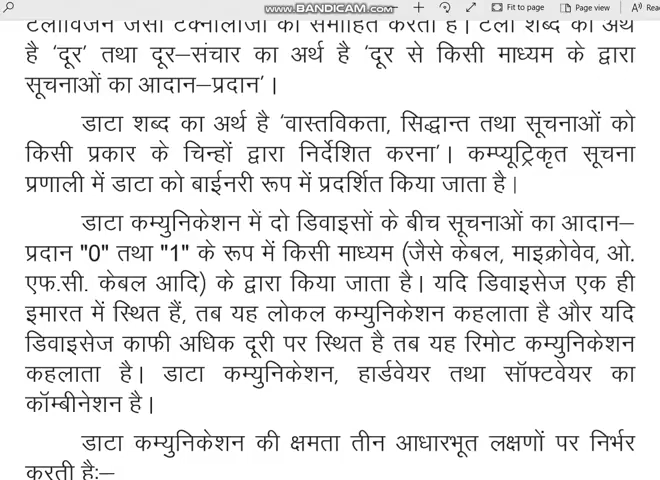 www.BANDICAM.com
Fit to page
Page view
टेलीविजन जैसी टेक्नोलॉजी को समाहित करती है। टेली शब्द का अर्थ
है 'दूर' तथा दूर–संचार का अर्थ है 'दूर से किसी माध्यम के द्वारा
सूचनाओं का आदान–प्रदान'।
डाटा शब्द का अर्थ है 'वास्तविकता, सिद्धान्त तथा सूचनाओं को
किसी प्रकार के चिन्हों द्वारा निर्देशित करना'। कम्प्यूट्रिकृत सूचना
प्रणाली में डाटा को बाईनरी रूप में प्रदर्शित किया जाता है।
डाटा कम्युनिकेशन में दो डिवाइसों के बीच सूचनाओं का आदान–
प्रदान "0" तथा "1" के रूप में किसी माध्यम (जैसे केबल, माइक्रोवेव, ओ.
एफ.सी. केबल आदि) के द्वारा किया जाता है। यदि डिवाइसेज एक ही
इमारत में स्थित हैं, तब यह लोकल कम्युनिकेशन कहलाता है और यदि
डिवाइसेज काफी अधिक दूरी पर स्थित है तब यह रिमोट कम्युनिकेशन
कहलाता है। डाटा कम्युनिकेशन, हार्डवेयर तथा सॉफ्टवेयर का
कॉम्बीनेशन है।
डाटा कम्युनिकेशन की क्षमता तीन आधारभूत लक्षणों पर निर्भर
करती हैः–